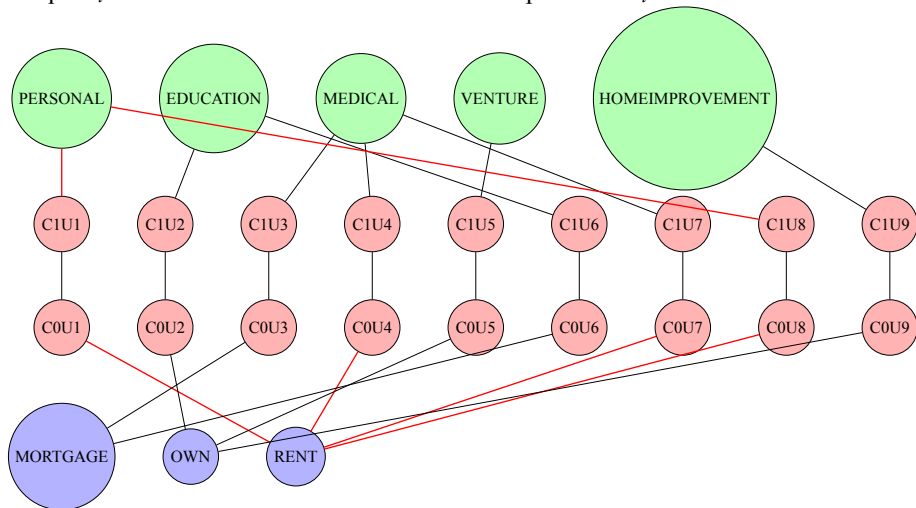 PERSONAL EDUCATION MEDICAL VENTURE HOMEIMPROVEMENT
C1U1 C1U2 C1U3 C1U4 C1U5 C1U6 C1U7 C1U8 C1U9
C0U1 C0U2 C0U3 C0U4 C0U5 C0U6 C0U7 C0U8 C0U9
MORTGAGE OWN RENT